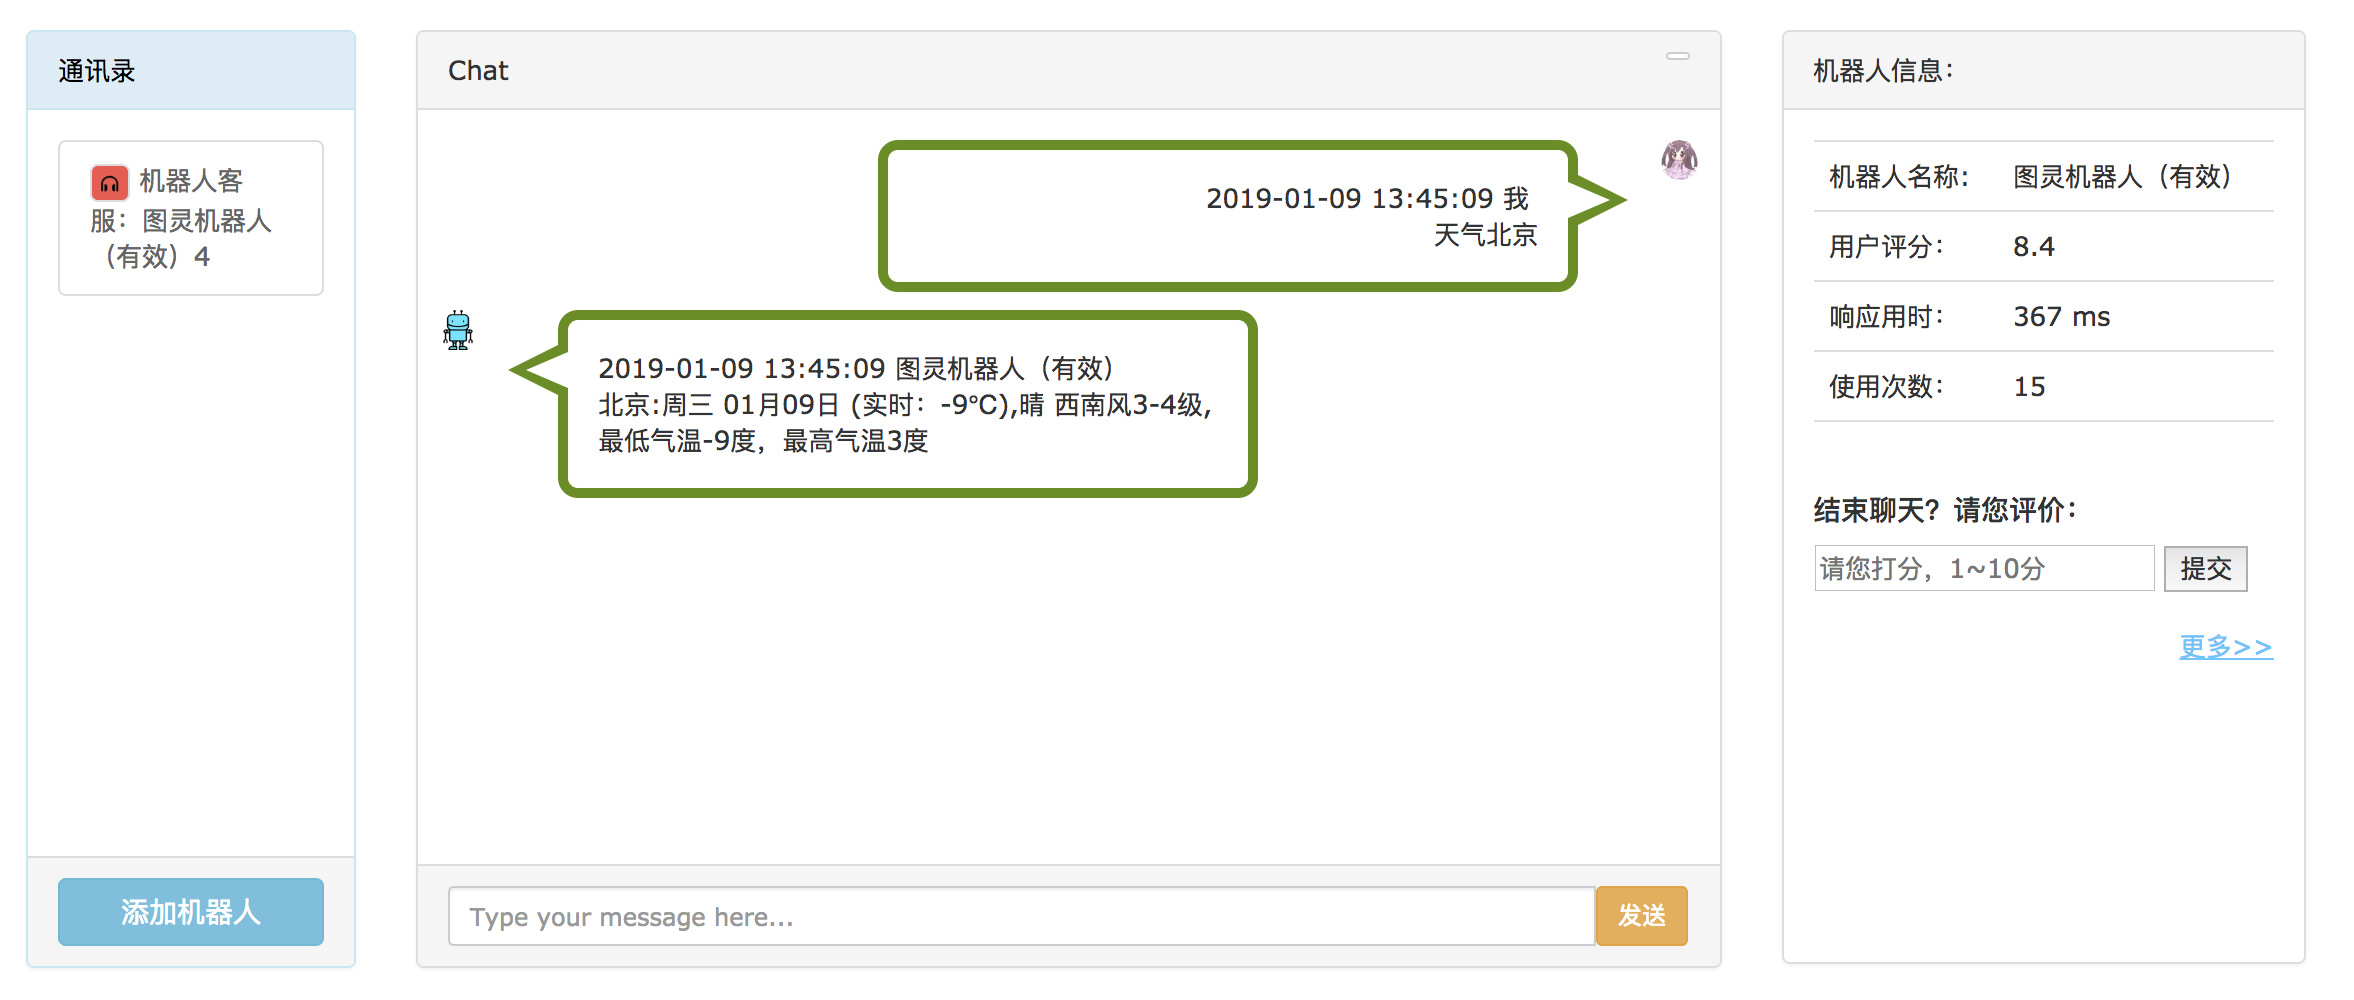 通讯录
机器人客
服：图灵机器人
（有效）4
添加机器人
Chat
2019-01-09 13:45:09 我
天气北京
2019-01-09 13:45:09 图灵机器人（有效）
北京:周三 01月09日 (实时：-9℃),晴 西南风3-4级,
最低气温-9度，最高气温3度
Type your message here...
发送
机器人信息：
机器人名称: 图灵机器人（有效）
用户评分： 8.4
响应用时： 367 ms
使用次数： 15
结束聊天？请您评价：
请您打分，1~10分
提交
更多>>